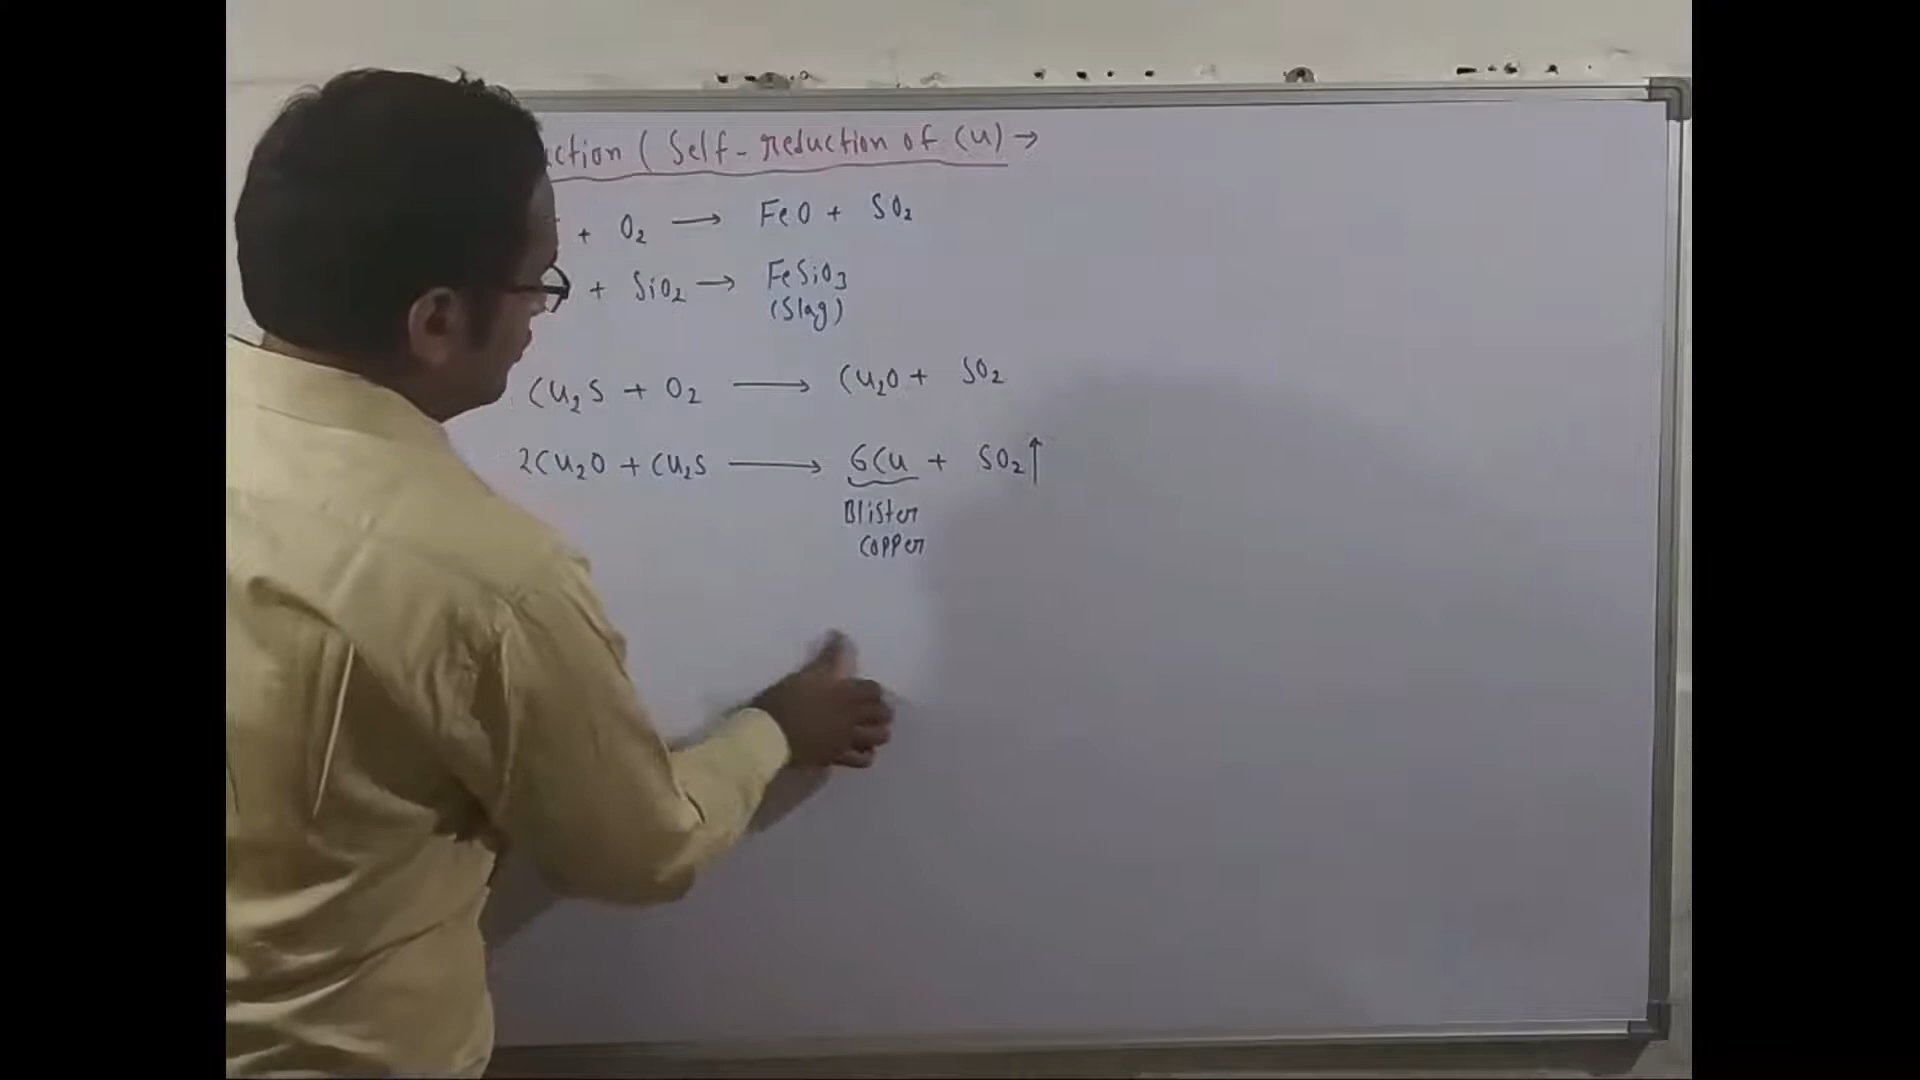 (Self-reduction of Cu) →
+ O₂ → FeO + SO₂
+ SiO₂ → FeSiO₃
(Slag)
Cu₂S + O₂ → Cu₂O + SO₂
2Cu₂O + Cu₂S → 6Cu + SO₂↑
Blister
Copper